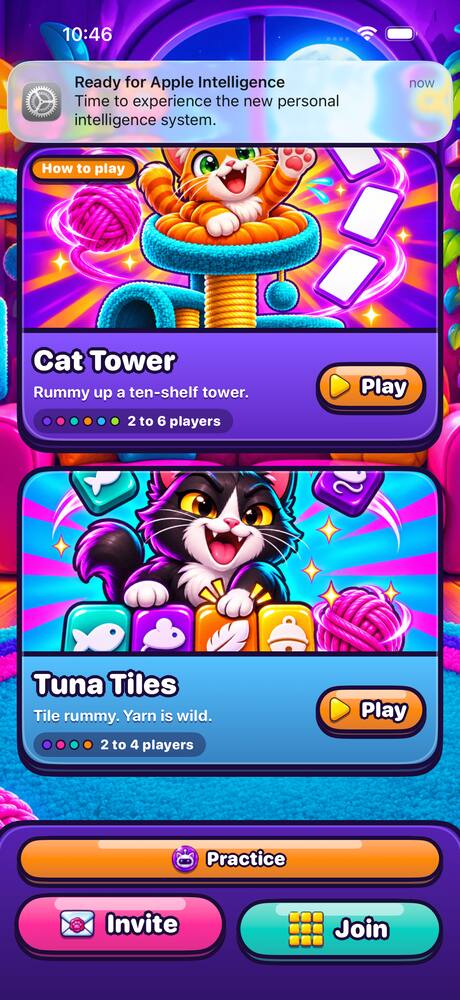 10:46
Ready for Apple Intelligence
now
Time to experience the new personal
intelligence system.
How to play
Cat Tower
Rummy up a ten-shelf tower.
2 to 6 players
Play
Tuna Tiles
Tile rummy. Yarn is wild.
2 to 4 players
Play
Practice
Invite
Join